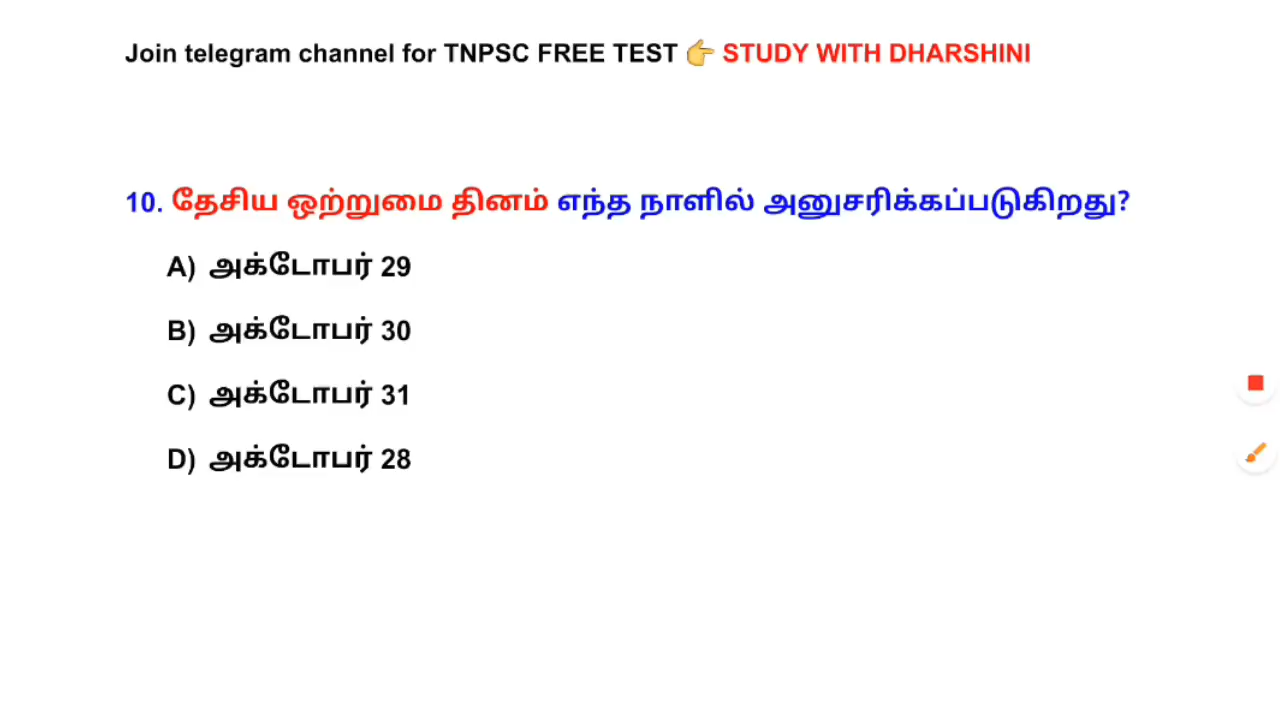 Join telegram channel for TNPSC FREE TEST 👉 STUDY WITH DHARSHINI
10. தேசிய ஒற்றுமை தினம் எந்த நாளில் அனுசரிக்கப்படுகிறது?
A) அக்டோபர் 29
B) அக்டோபர் 30
C) அக்டோபர் 31
D) அக்டோபர் 28